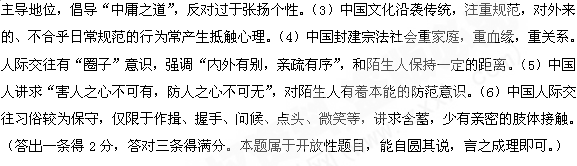 主导地位，倡导“中庸之道”，反对过于张扬个性。（3）中国文化沿袭传统，注重规范，对外来
的、不合乎日常规范的行为常产生抵触心理。（4）中国封建宗法社会重家庭，重血缘，重关系。
人际交往有“圈子”意识，强调“内外有别，亲疏有序”，和陌生人保持一定的距离。（5）中国
人讲求“害人之心不可有，防人之心不可无”，对陌生人有着本能的防范意识。（6）中国人际交
往习俗较为保守，仅限于作揖、握手、问候、点头、微笑等，讲求含蓄，少有亲密的肢体接触。
（答出一条得 2 分，答对三条得满分。本题属于开放性题目，能自圆其说，言之成理即可。）